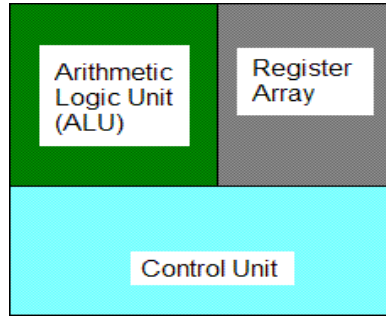 Arithmetic
Logic Unit
(ALU)
Register
Array
Control Unit